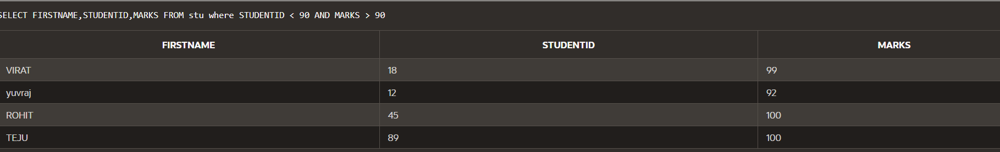 SELECT FIRSTNAME,STUDENTID,MARKS FROM stu where STUDENTID < 90 AND MARKS > 90
FIRSTNAME STUDENTID MARKS
VIRAT 18 99
yuvraj 12 92
ROHIT 45 100
TEJU 89 100